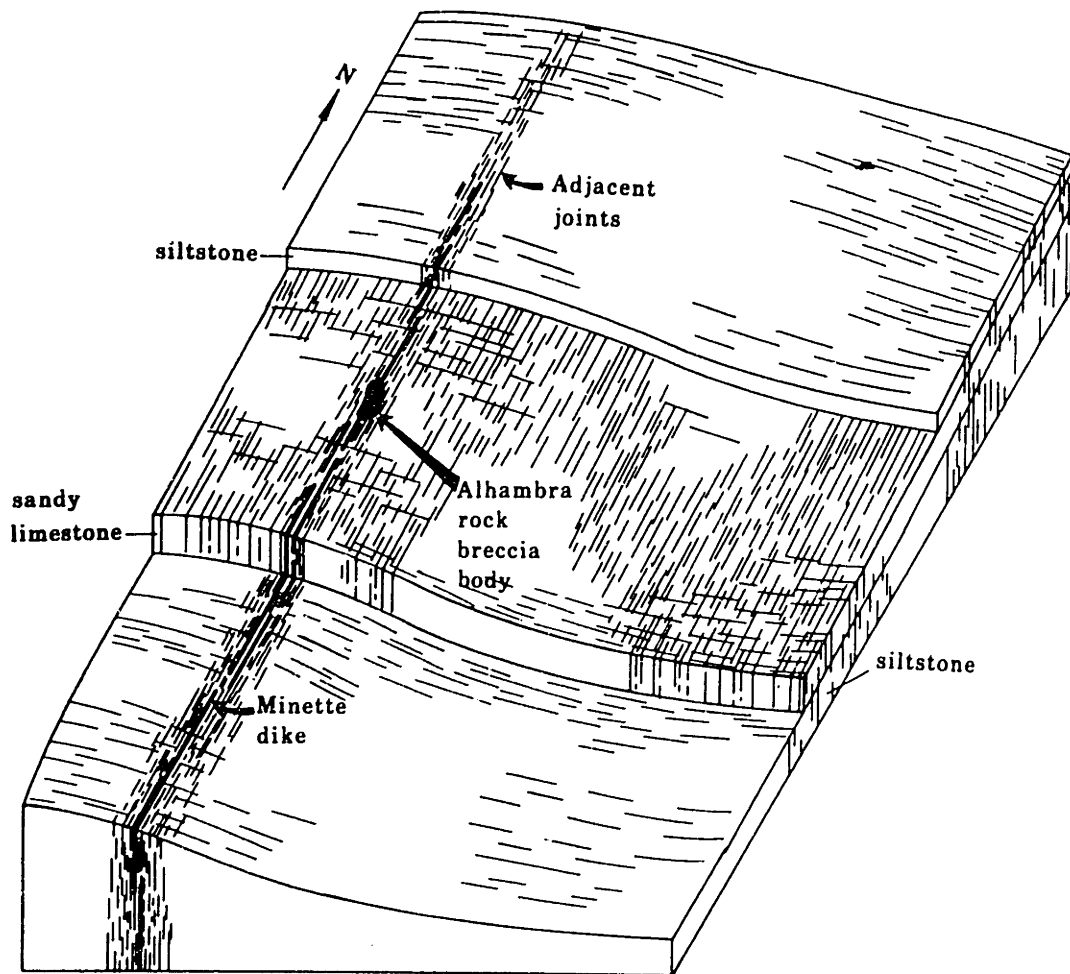 N
Adjacent
joints
siltstone
Alhambra
rock
breccia
body
sandy
limestone
siltstone
Minette
dike